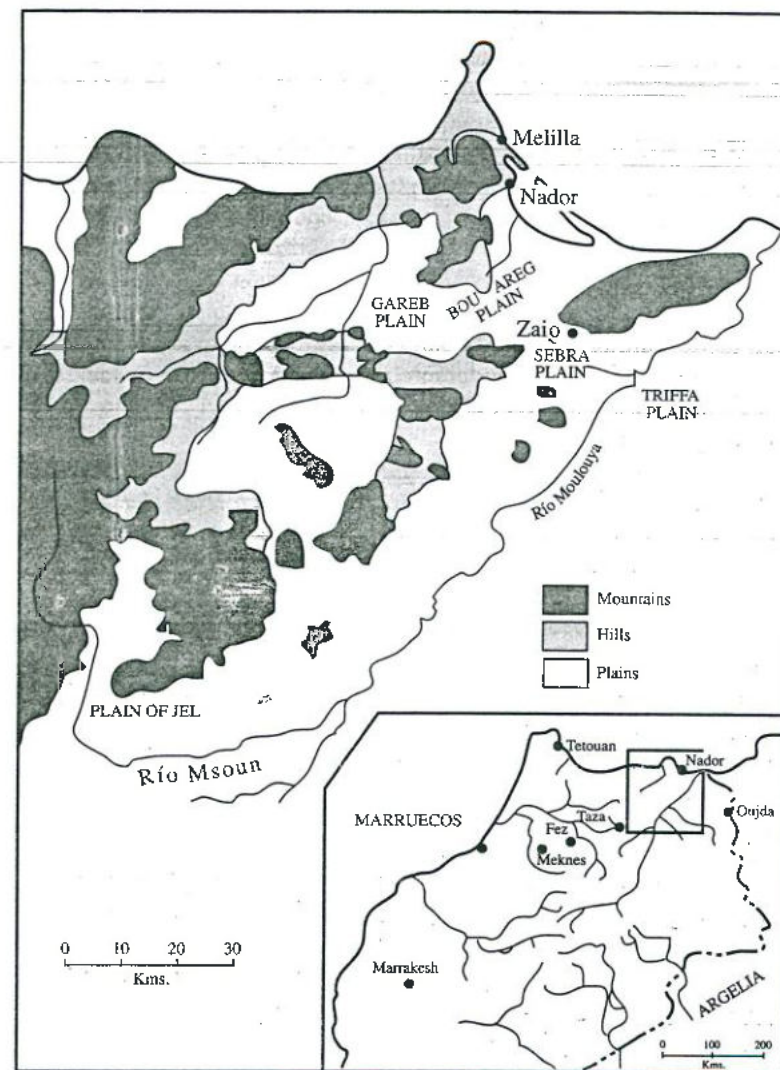 Melilla
Nador
GAREB
PLAIN
BOU AREG
PLAIN
Zaio
SEBRA
PLAIN
TRIFFA
PLAIN
Río Moulouya
Mountains
Hills
Plains
PLAIN OF JEL
Río Msoun
0 10 20 30
Kms.
Tetouan
Nador
MARRUECOS
Taza
Oujda
Fez
Meknes
Marrakesh
ARGELIA
0 100 200
Kms.